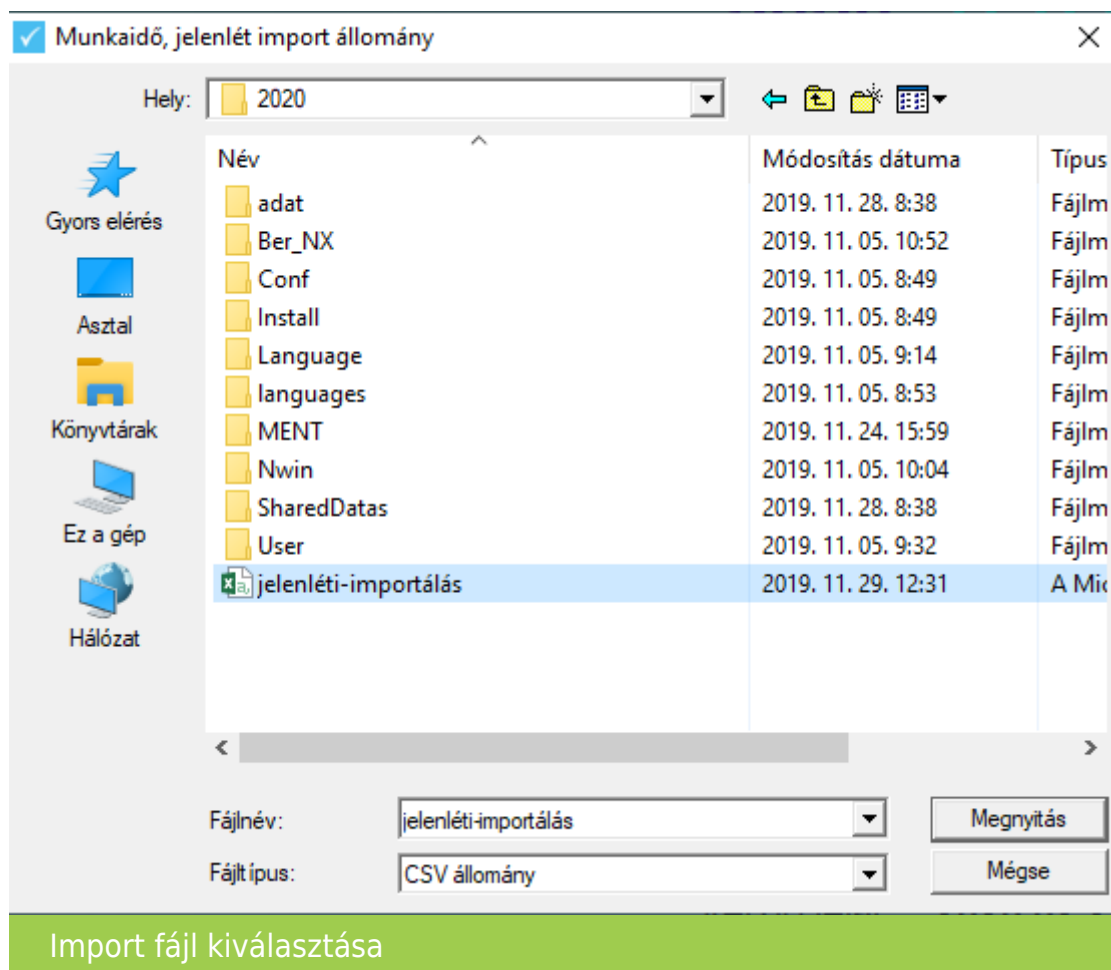 Munkaidő, jelenlét import állomány
Hely: 2020
Név Módosítás dátuma Típus
adat 2019. 11. 28. 8:38 Fájlm
Ber_NX 2019. 11. 05. 10:52 Fájlm
Conf 2019. 11. 05. 8:49 Fájlm
Install 2019. 11. 05. 8:49 Fájlm
Language 2019. 11. 05. 9:14 Fájlm
languages 2019. 11. 05. 8:53 Fájlm
MENT 2019. 11. 24. 15:59 Fájlm
Nwin 2019. 11. 05. 10:04 Fájlm
SharedDatas 2019. 11. 28. 8:38 Fájlm
User 2019. 11. 05. 9:32 Fájlm
jelenléti-importálás 2019. 11. 29. 12:31 A Mic
Gyors elérés
Asztal
Könyvtárak
Ez a gép
Hálózat
Fájlnév: jelenléti-importálás Megnyitás
Fájltípus: CSV állomány Mégse
Import fájl kiválasztása